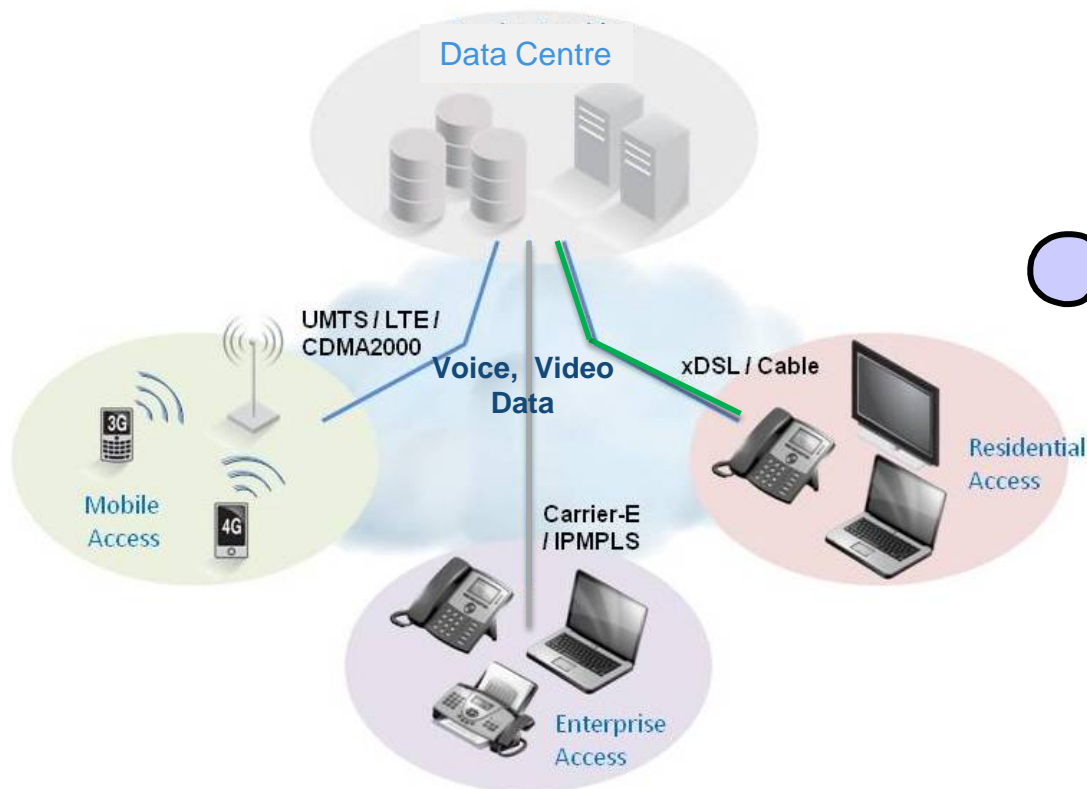 Data Centre
UMTS / LTE /
CDMA2000
Voice, Video
Data
xDSL / Cable
3G
Mobile
Access
4G
Residential
Access
Carrier-E
/ IPMPLS
Enterprise
Access